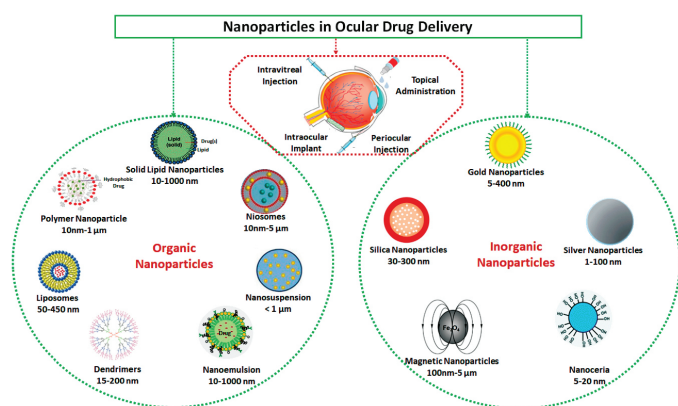 Nanoparticles in Ocular Drug Delivery
Intravitreal
Injection
Topical
Administration
Intraocular
Implant
Periocular
Injection
Lipid
(solid)
Drug(s)
Lipid
Solid Lipid Nanoparticles
10-1000 nm
Hydrophobic
Drug
Polymer Nanoparticle
10nm-1 μm
Niosomes
10nm-5 μm
Organic
Nanoparticles
Liposomes
50-450 nm
Nanosuspension
< 1 μm
Dendrimers
15-200 nm
Drug
Nanoemulsion
10-1000 nm
Gold Nanoparticles
5-400 nm
Silica Nanoparticles
30-300 nm
Silver Nanoparticles
1-100 nm
Inorganic
Nanoparticles
Fe₃O₄
Magnetic Nanoparticles
100nm-5 μm
Nanoceria
5-20 nm